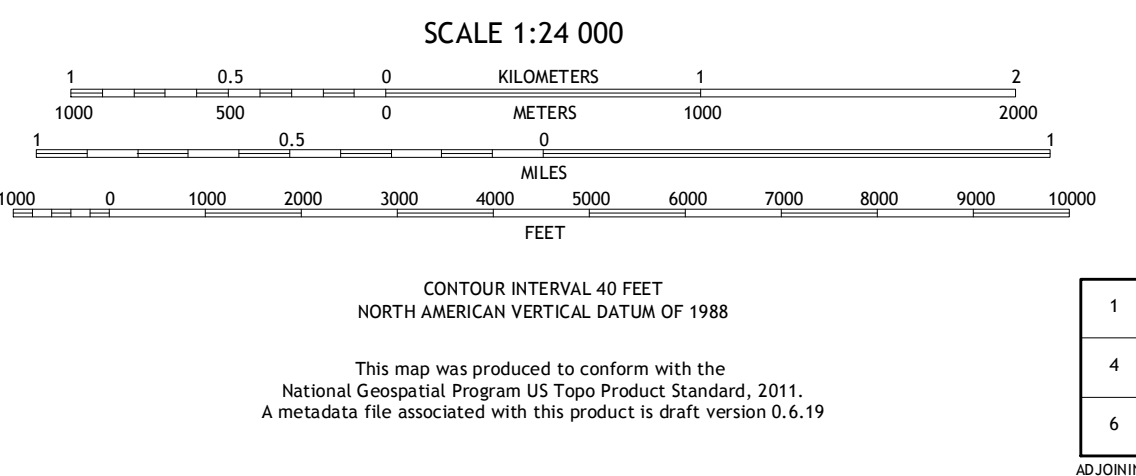 SCALE 1:24 000
1 0.5 0 KILOMETERS 1 2
1000 500 0 METERS 1000 2000
1 0.5 0 1
MILES
1000 0 1000 2000 3000 4000 5000 6000 7000 8000 9000 10000
FEET
CONTOUR INTERVAL 40 FEET
NORTH AMERICAN VERTICAL DATUM OF 1988
This map was produced to conform with the
National Geospatial Program US Topo Product Standard, 2011.
A metadata file associated with this product is draft version 0.6.19
1
4
6
ADJOININ